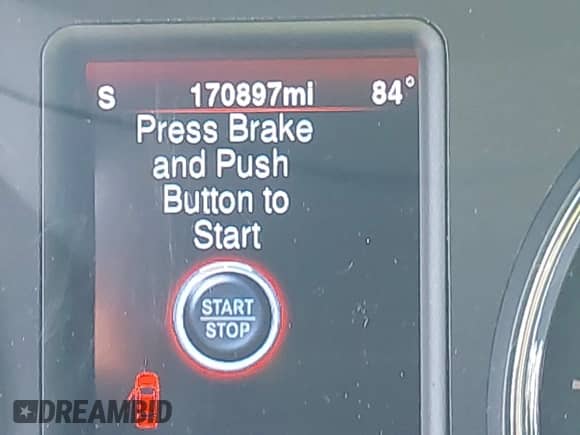 S 170897mi 84°
Press Brake
and Push
Button to
Start
START
STOP
DREAMBID